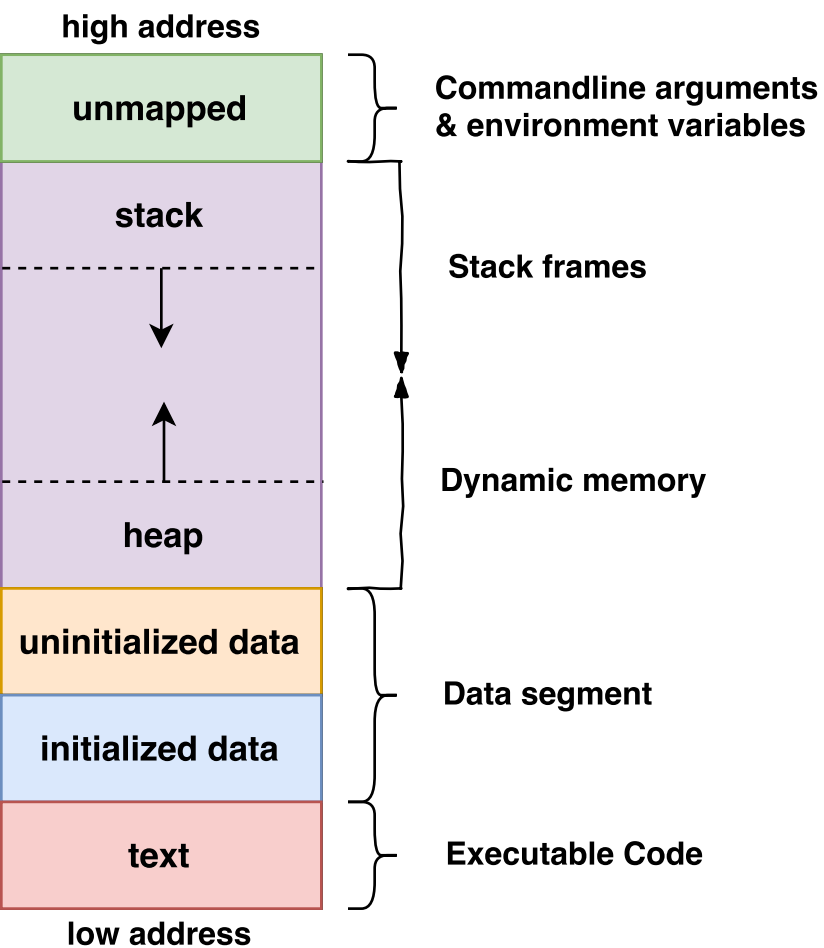 high address
unmapped
Commandline arguments
& environment variables
stack
Stack frames
Dynamic memory
heap
uninitialized data
Data segment
initialized data
text
Executable Code
low address